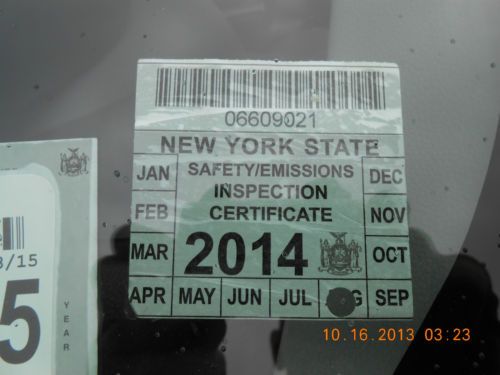 06609021
NEW YORK STATE
JAN SAFETY/EMISSIONS DEC
INSPECTION
FEB CERTIFICATE NOV
MAR 2014 OCT
APR MAY JUN JUL SEP
/15
5
YEAR
10.16.2013 03:23